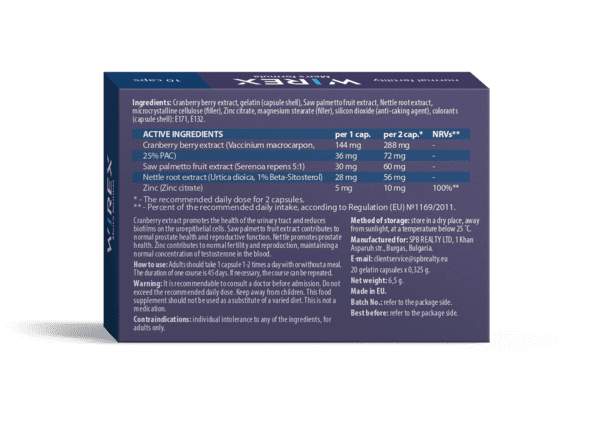 normal fertility
WIREX
Men's formula
10 caps
WIREX
Men's formula
Ingredients: Cranberry berry extract, gelatin (capsule shell), Saw palmetto fruit extract, Nettle root extract,
microcrystalline cellulose (filler), Zinc citrate, magnesium stearate (filler), silicon dioxide (anti-caking agent), colorants
(capsule shell): E171, E132.
ACTIVE INGREDIENTS per 1 cap. per 2 cap.* NRVs**
Cranberry berry extract (Vaccinium macrocarpon, 144 mg 288 mg -
25% PAC) 36 mg 72 mg -
Saw palmetto fruit extract (Serenoa repens 5:1) 30 mg 60 mg -
Nettle root extract (Urtica dioica, 1% Beta-Sitosterol) 28 mg 56 mg -
Zinc (Zinc citrate) 5 mg 10 mg 100%**
* - The recommended daily dose for 2 capsules.
** - Percent of the recommended daily intake, according to Regulation (EU) №1169/2011.
Cranberry extract promotes the health of the urinary tract and reduces
biofilms on the uroepithelial cells. Saw palmetto fruit extract contributes to
normal prostate health and reproductive function. Nettle promotes prostate
health. Zinc contributes to normal fertility and reproduction, maintaining a
normal concentration of testosterone in the blood.
How to use: Adults should take 1 capsule 1-2 times a day with or without a meal.
The duration of one course is 45 days. If necessary, the course can be repeated.
Warning: It is recommendable to consult a doctor before admission. Do not
exceed the recommended daily dose. Keep away from children. This food
supplement should not be used as a substitute of a varied diet. This is not a
medication.
Contraindications: individual intolerance to any of the ingredients, for
adults only.
Method of storage: store in a dry place, away
from sunlight, at a temperature below 25 ˚C.
Manufactured for: SPB REALTY LTD, 1 Khan
Asparuh str., Burgas, Bulgaria.
E-mail: clientservice@spbrealty.eu
20 gelatin capsules x 0,325 g.
Net weight: 6,5 g.
Made in EU.
Batch No.: refer to the package side.
Best before: refer to the package side.